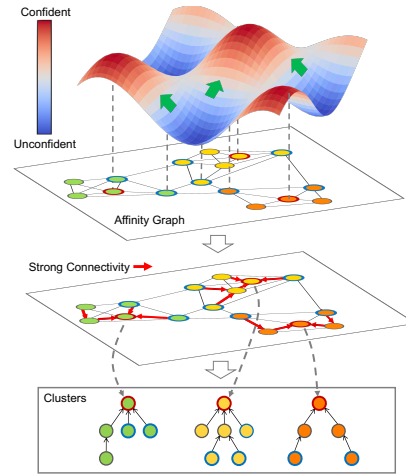 Confident
Unconfident
Affinity Graph
Strong Connectivity
Clusters